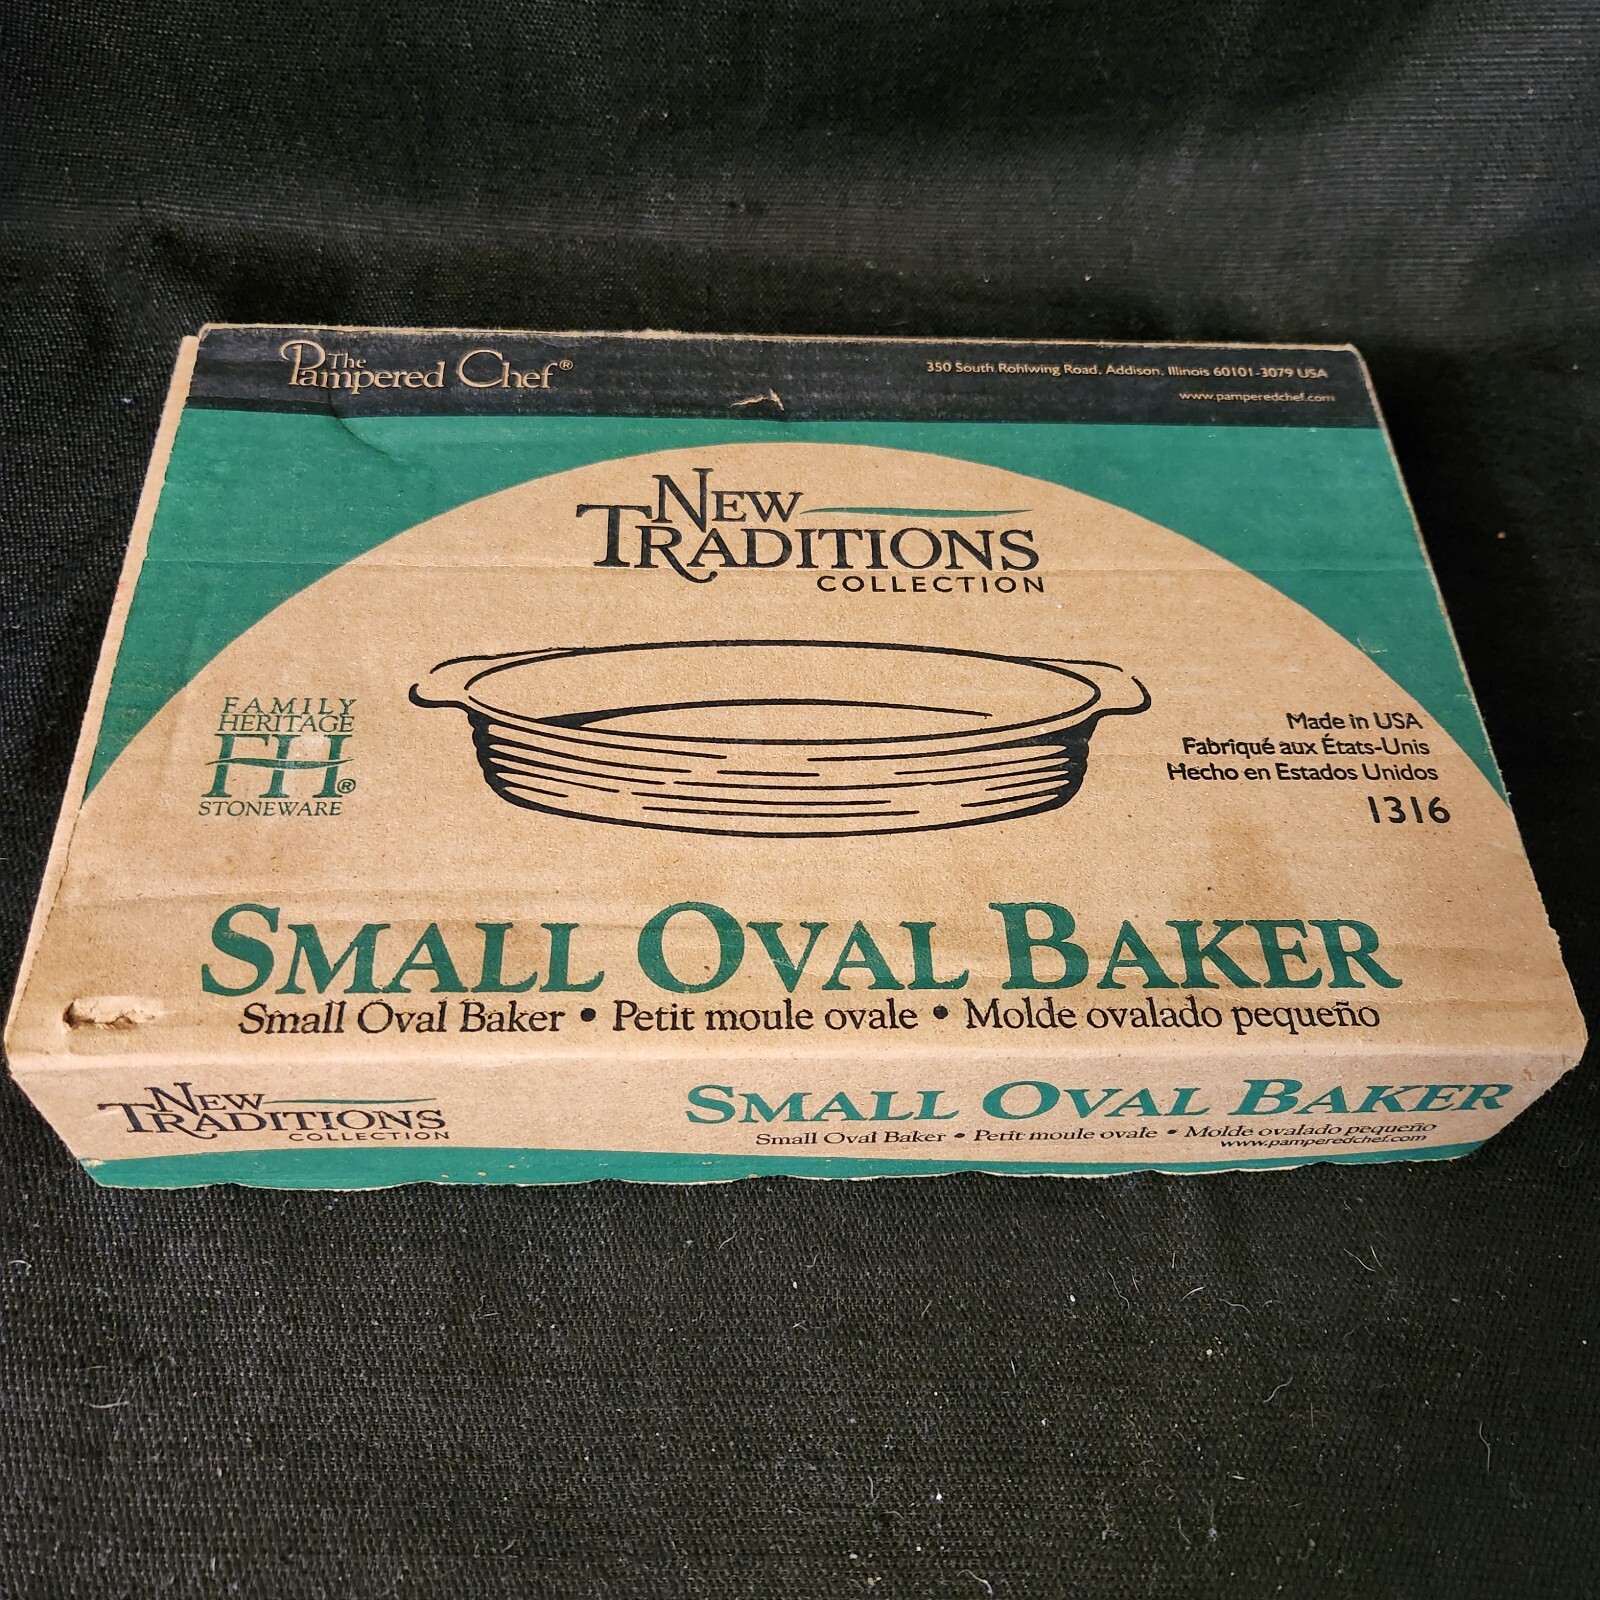 The Pampered Chef®
350 South Rohlwing Road, Addison, Illinois 60101-3079 USA
www.pamperedchef.com
NEW TRADITIONS
COLLECTION
FAMILY
HERITAGE
FH®
STONEWARE
Made in USA
Fabriqué aux États-Unis
Hecho en Estados Unidos
1316
SMALL OVAL BAKER
Small Oval Baker • Petit moule ovale • Molde ovalado pequeño
NEW TRADITIONS
COLLECTION
SMALL OVAL BAKER
Small Oval Baker • Petit moule ovale • Molde ovalado pequeño
www.pamperedchef.com